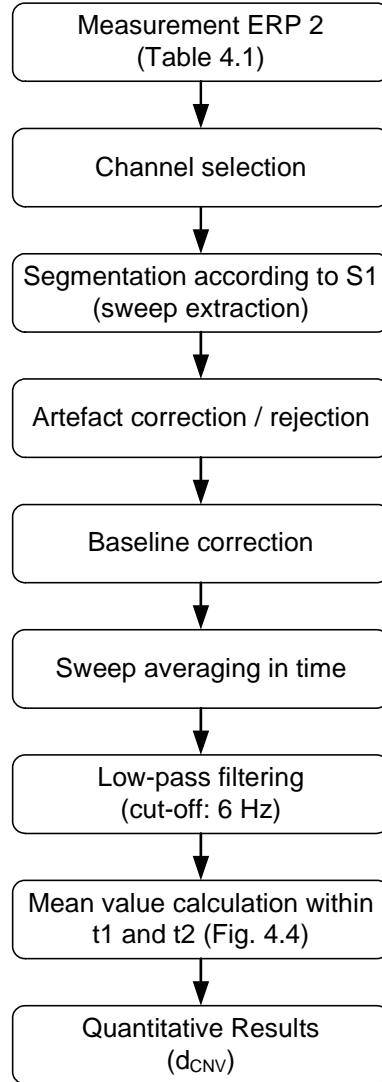 Measurement ERP 2
(Table 4.1)
Channel selection
Segmentation according to S1
(sweep extraction)
Artefact correction / rejection
Baseline correction
Sweep averaging in time
Low-pass filtering
(cut-off: 6 Hz)
Mean value calculation within
t1 and t2 (Fig. 4.4)
Quantitative Results
(dCNV)